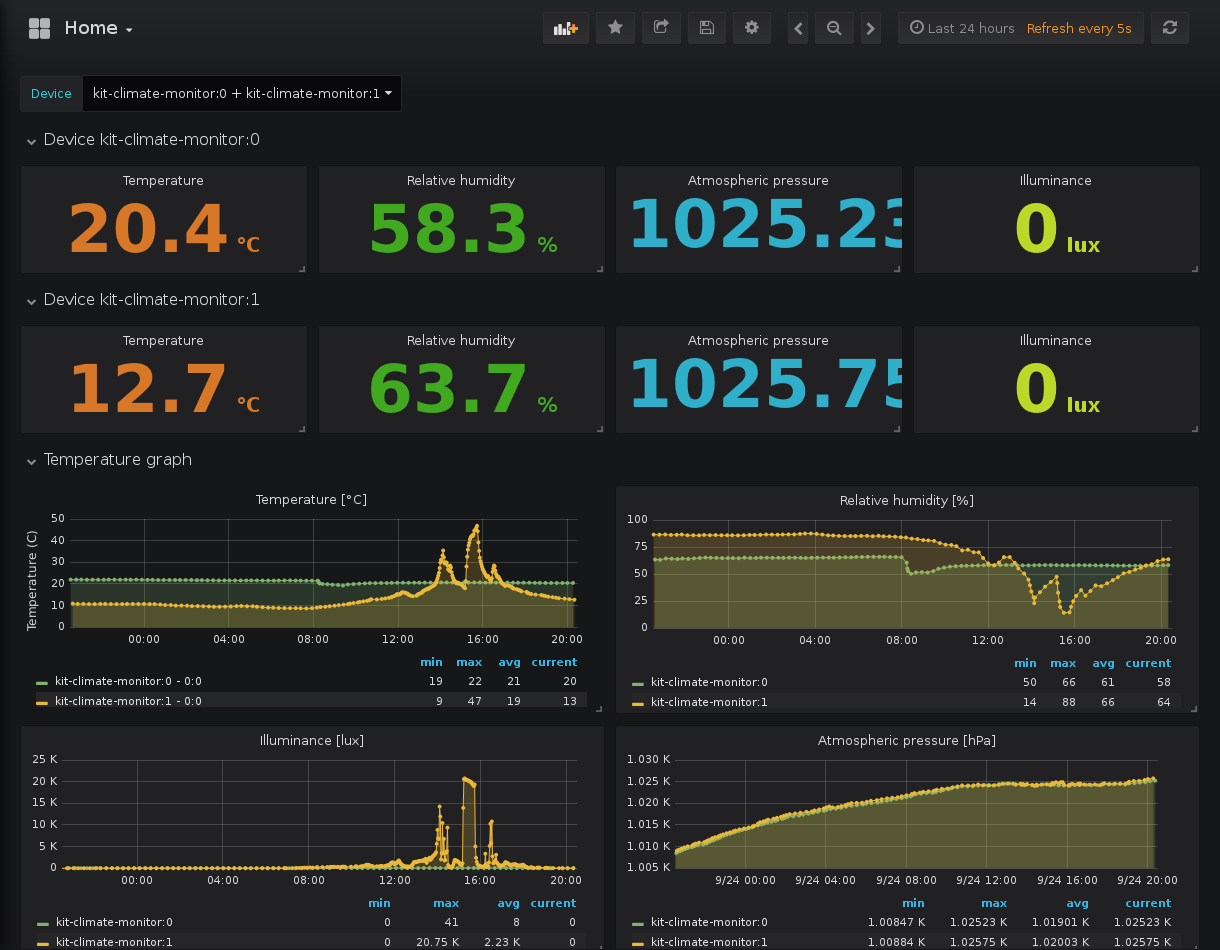 Home
Last 24 hours Refresh every 5s
Device kit-climate-monitor:0 + kit-climate-monitor:1
Device kit-climate-monitor:0
Temperature Relative humidity Atmospheric pressure Illuminance
20.4 °C 58.3 % 1025.23 0 lux
Device kit-climate-monitor:1
Temperature Relative humidity Atmospheric pressure Illuminance
12.7 °C 63.7 % 1025.75 0 lux
Temperature graph
Temperature [°C]
Temperature (C)
50
40
30
20
10
0
00:00 04:00 08:00 12:00 16:00 20:00
min max avg current
kit-climate-monitor:0 - 0:0 19 22 21 20
kit-climate-monitor:1 - 0:0 9 47 19 13
Relative humidity [%]
100
75
50
25
0
00:00 04:00 08:00 12:00 16:00 20:00
min max avg current
kit-climate-monitor:0 50 66 61 58
kit-climate-monitor:1 14 88 66 64
Illuminance [lux]
25 K
20 K
15 K
10 K
5 K
0
00:00 04:00 08:00 12:00 16:00 20:00
min max avg current
kit-climate-monitor:0 0 41 8 0
kit-climate-monitor:1 0 20.75 K 2.23 K 0
Atmospheric pressure [hPa]
1.030 K
1.025 K
1.020 K
1.015 K
1.010 K
1.005 K
9/24 00:00 9/24 04:00 9/24 08:00 9/24 12:00 9/24 16:00 9/24 20:00
min max avg current
kit-climate-monitor:0 1.00847 K 1.02523 K 1.01901 K 1.02523 K
kit-climate-monitor:1 1.00884 K 1.02575 K 1.02003 K 1.02575 K